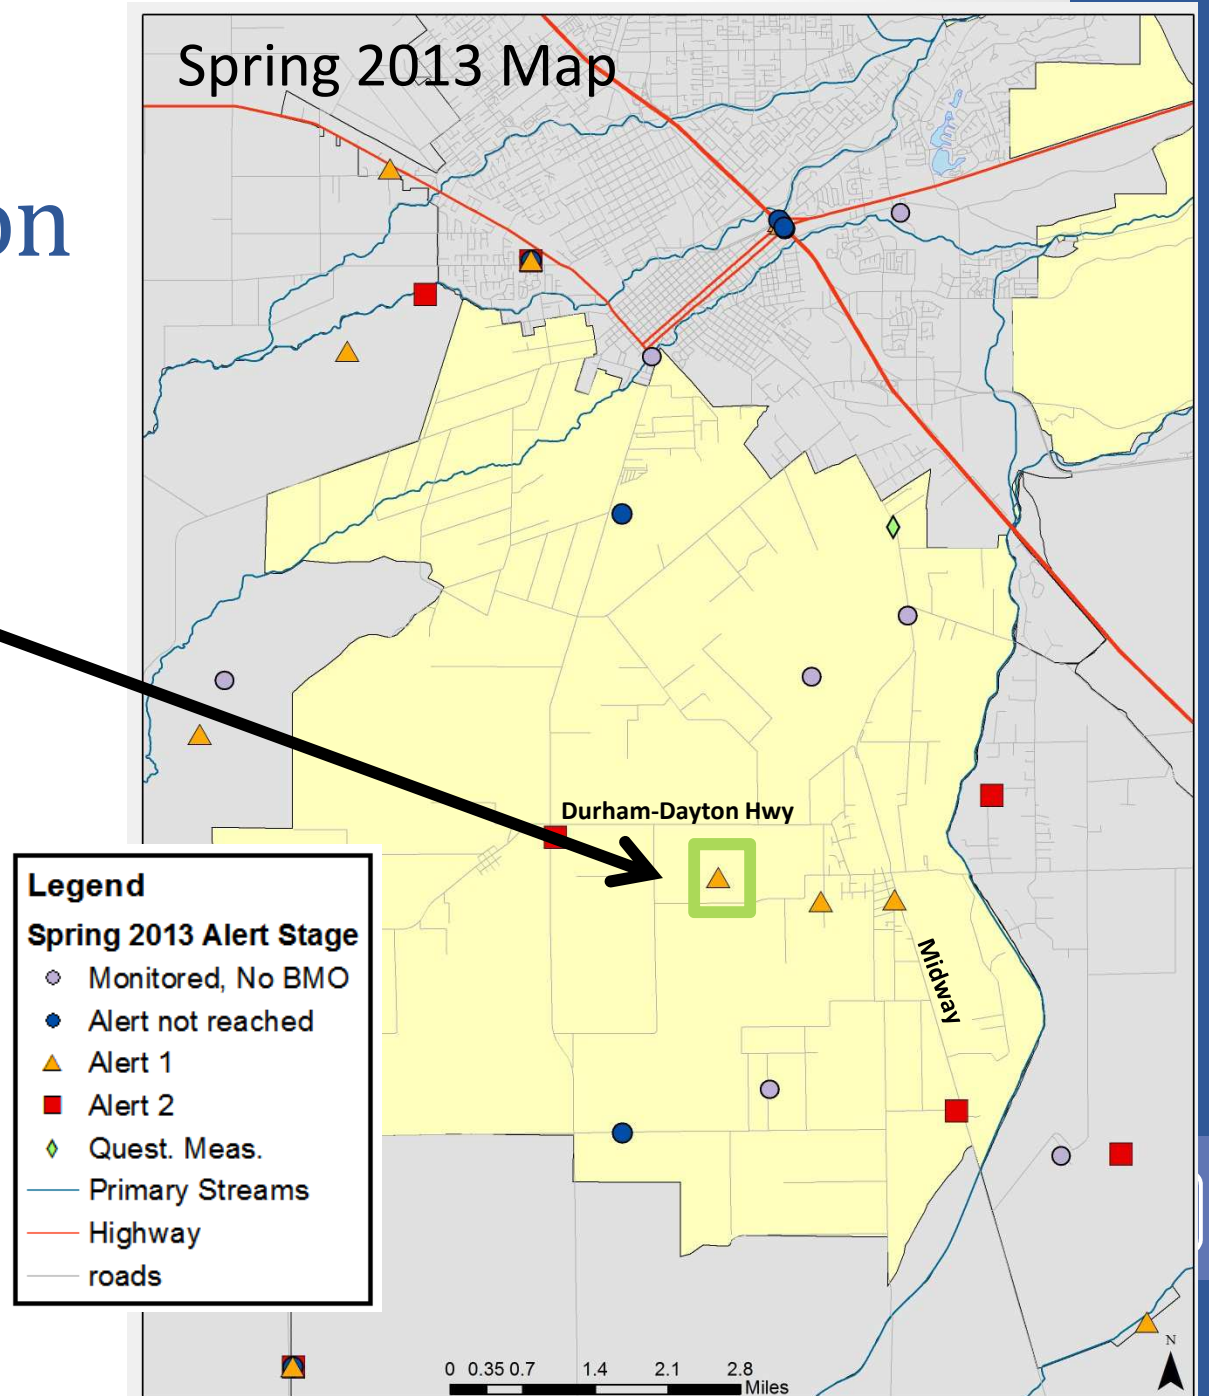 Spring 2013 Map
on
Durham-Dayton Hwy
Midway
Legend
Spring 2013 Alert Stage
Monitored, No BMO
Alert not reached
Alert 1
Alert 2
Quest. Meas.
Primary Streams
Highway
roads
0 0.35 0.7 1.4 2.1 2.8
Miles
N